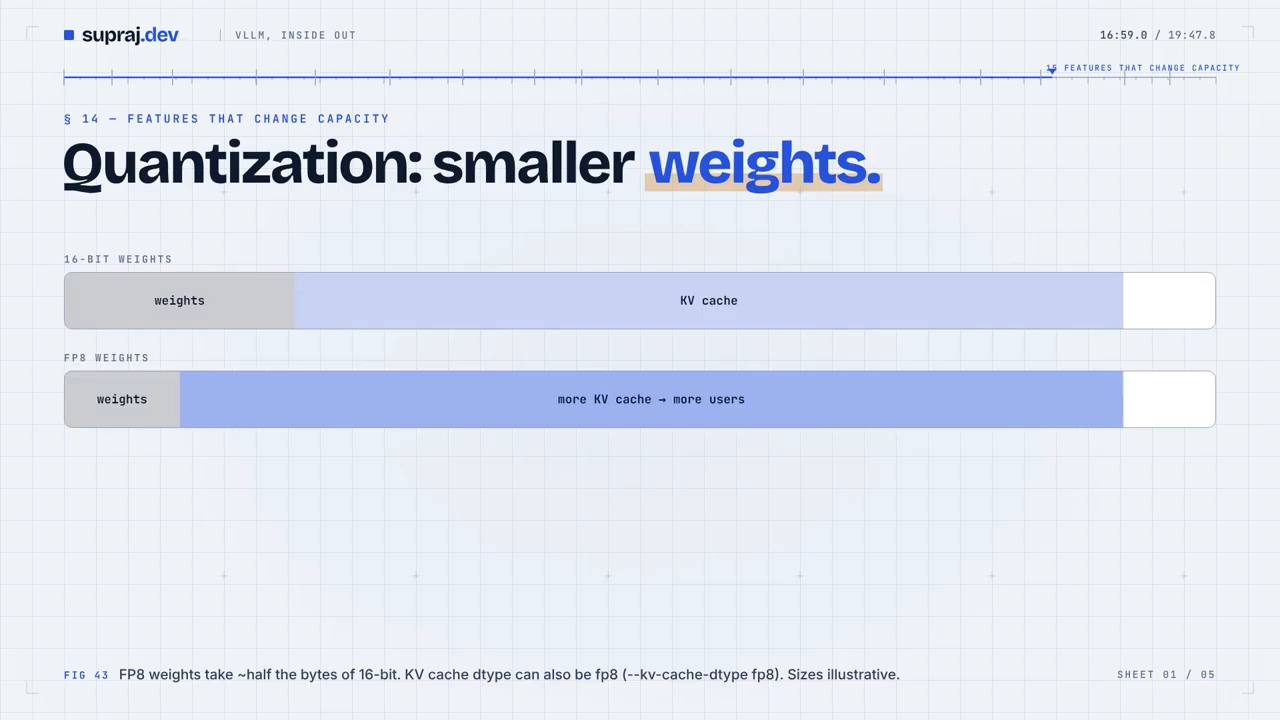 supraj.dev
VLLM, INSIDE OUT
16:59.0 / 19:47.8
15 FEATURES THAT CHANGE CAPACITY
§ 14 — FEATURES THAT CHANGE CAPACITY
Quantization: smaller weights.
16-BIT WEIGHTS
weights
KV cache
FP8 WEIGHTS
weights
more KV cache → more users
FIG 43 FP8 weights take ~half the bytes of 16-bit. KV cache dtype can also be fp8 (--kv-cache-dtype fp8). Sizes illustrative.
SHEET 01 / 05